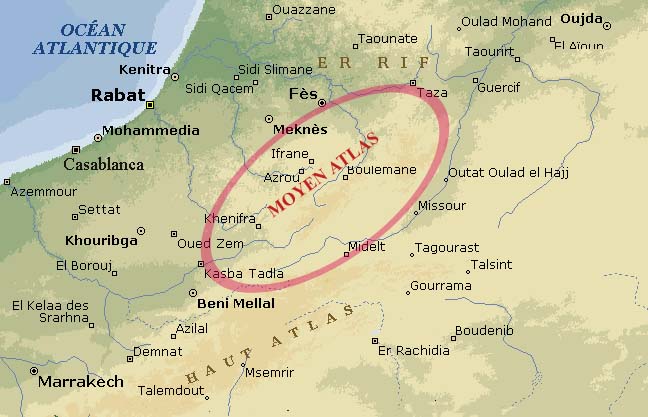 Ouazzane
OCÉAN
ATLANTIQUE
Oulad Mohand
Oujda
Taounate
El Aïoun
Taourirt
Kenitra
Sidi Slimane
ER RIF
Sidi Qacem
Taza
Guercif
Rabat
Fès
Mohammedia
Meknès
Casablanca
Ifrane
MOYEN ATLAS
Azrou
Boulemane
Outat Oulad el Hajj
Azemmour
Settat
Khenifra
Missour
Khouribga
Oued Zem
Midelt
Tagourast
El Borouj
Kasba Tadla
Talsint
Gourrama
Beni Mellal
El Kelaa des
Srarhna
Azilal
HAUT ATLAS
Boudenib
Demnat
Er Rachidia
Marrakech
Msemrir
Talemdout